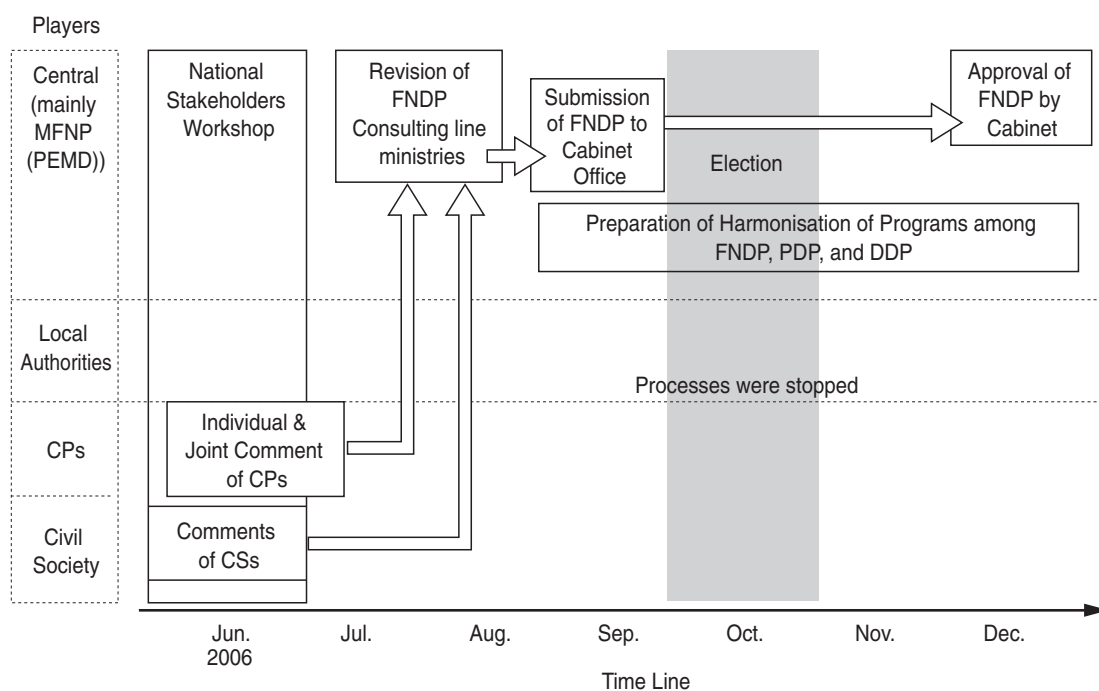 Players
Central
(mainly
MFNP
(PEMD))
National
Stakeholders
Workshop
Revision of
FNDP
Consulting line
ministries
Submission
of FNDP to
Cabinet
Office
Election
Approval of
FNDP by
Cabinet
Preparation of Harmonisation of Programs among
FNDP, PDP, and DDP
Local
Authorities
Processes were stopped
CPs
Individual &
Joint Comment
of CPs
Civil
Society
Comments
of CSs
Jun.
2006
Jul.
Aug.
Sep.
Oct.
Nov.
Dec.
Time Line